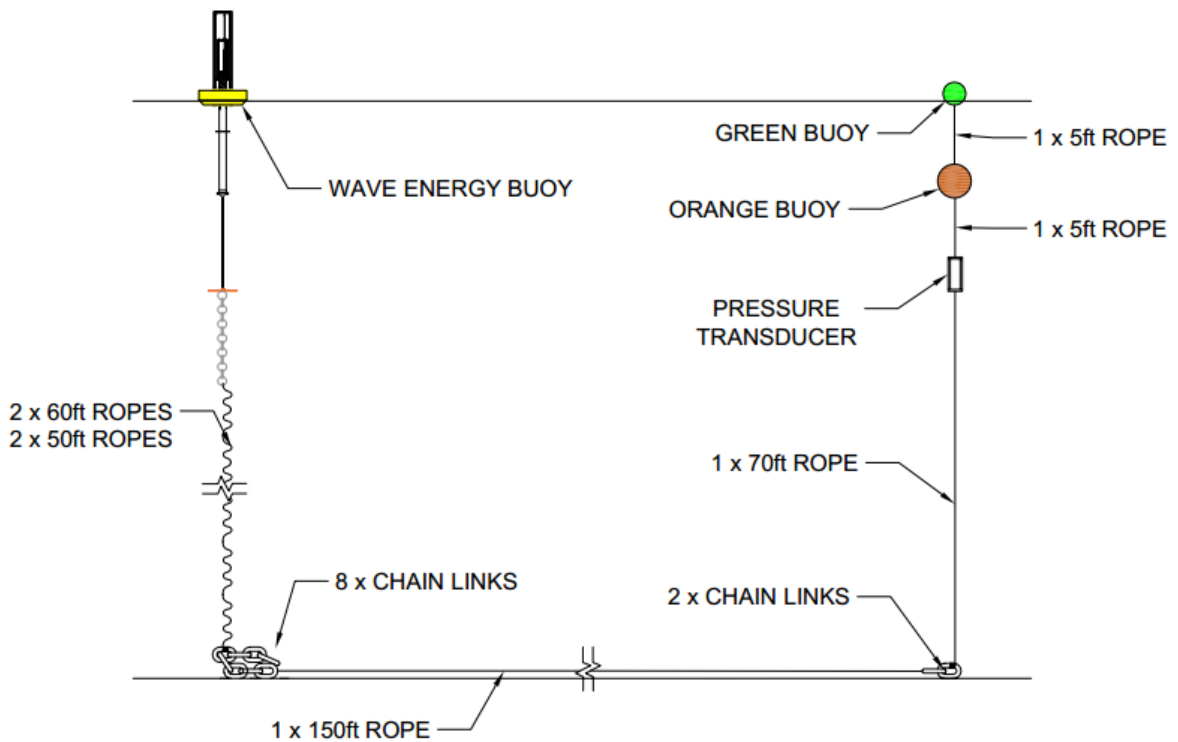 GREEN BUOY
1 x 5ft ROPE
WAVE ENERGY BUOY
ORANGE BUOY
1 x 5ft ROPE
PRESSURE
TRANSDUCER
2 x 60ft ROPES
2 x 50ft ROPES
1 x 70ft ROPE
8 x CHAIN LINKS
2 x CHAIN LINKS
1 x 150ft ROPE